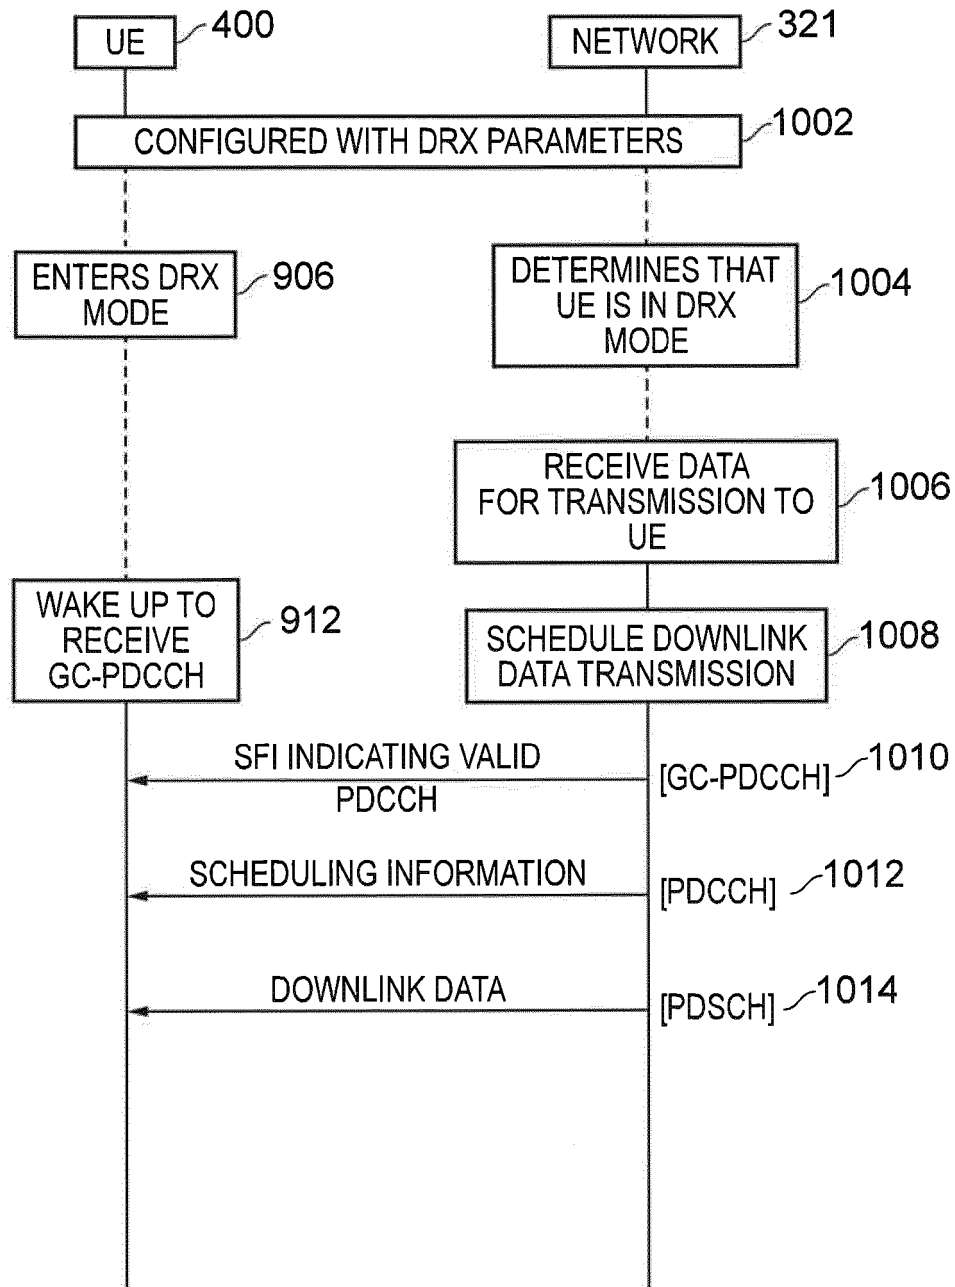 UE
400
NETWORK
321
CONFIGURED WITH DRX PARAMETERS
1002
ENTERS DRX
MODE
906
DETERMINES THAT
UE IS IN DRX
MODE
1004
RECEIVE DATA
FOR TRANSMISSION TO
UE
1006
WAKE UP TO
RECEIVE
GC-PDCCH
912
SCHEDULE DOWNLINK
DATA TRANSMISSION
1008
SFI INDICATING VALID
PDCCH
[GC-PDCCH]
1010
SCHEDULING INFORMATION
[PDCCH]
1012
DOWNLINK DATA
[PDSCH]
1014